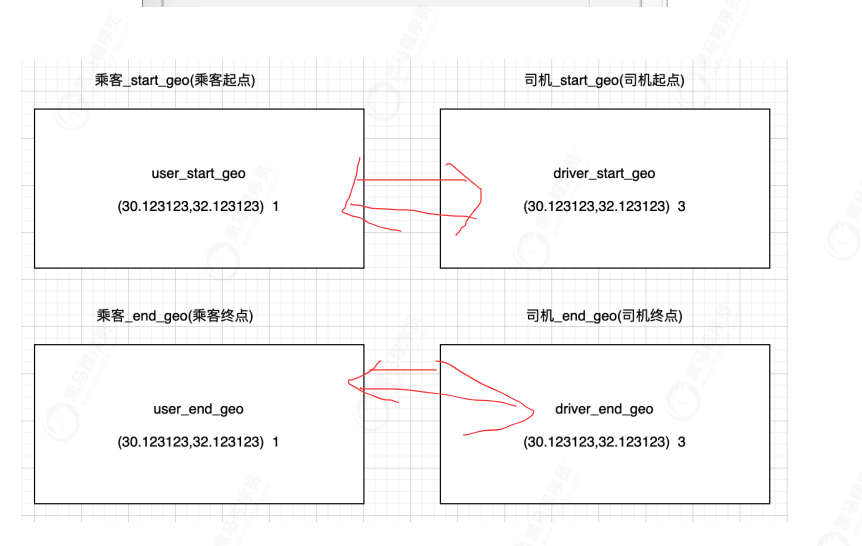 乘客_start_geo(乘客起点)
司机_start_geo(司机起点)
user_start_geo
(30.123123,32.123123) 1
driver_start_geo
(30.123123,32.123123) 3
乘客_end_geo(乘客终点)
司机_end_geo(司机终点)
user_end_geo
(30.123123,32.123123) 1
driver_end_geo
(30.123123,32.123123) 3